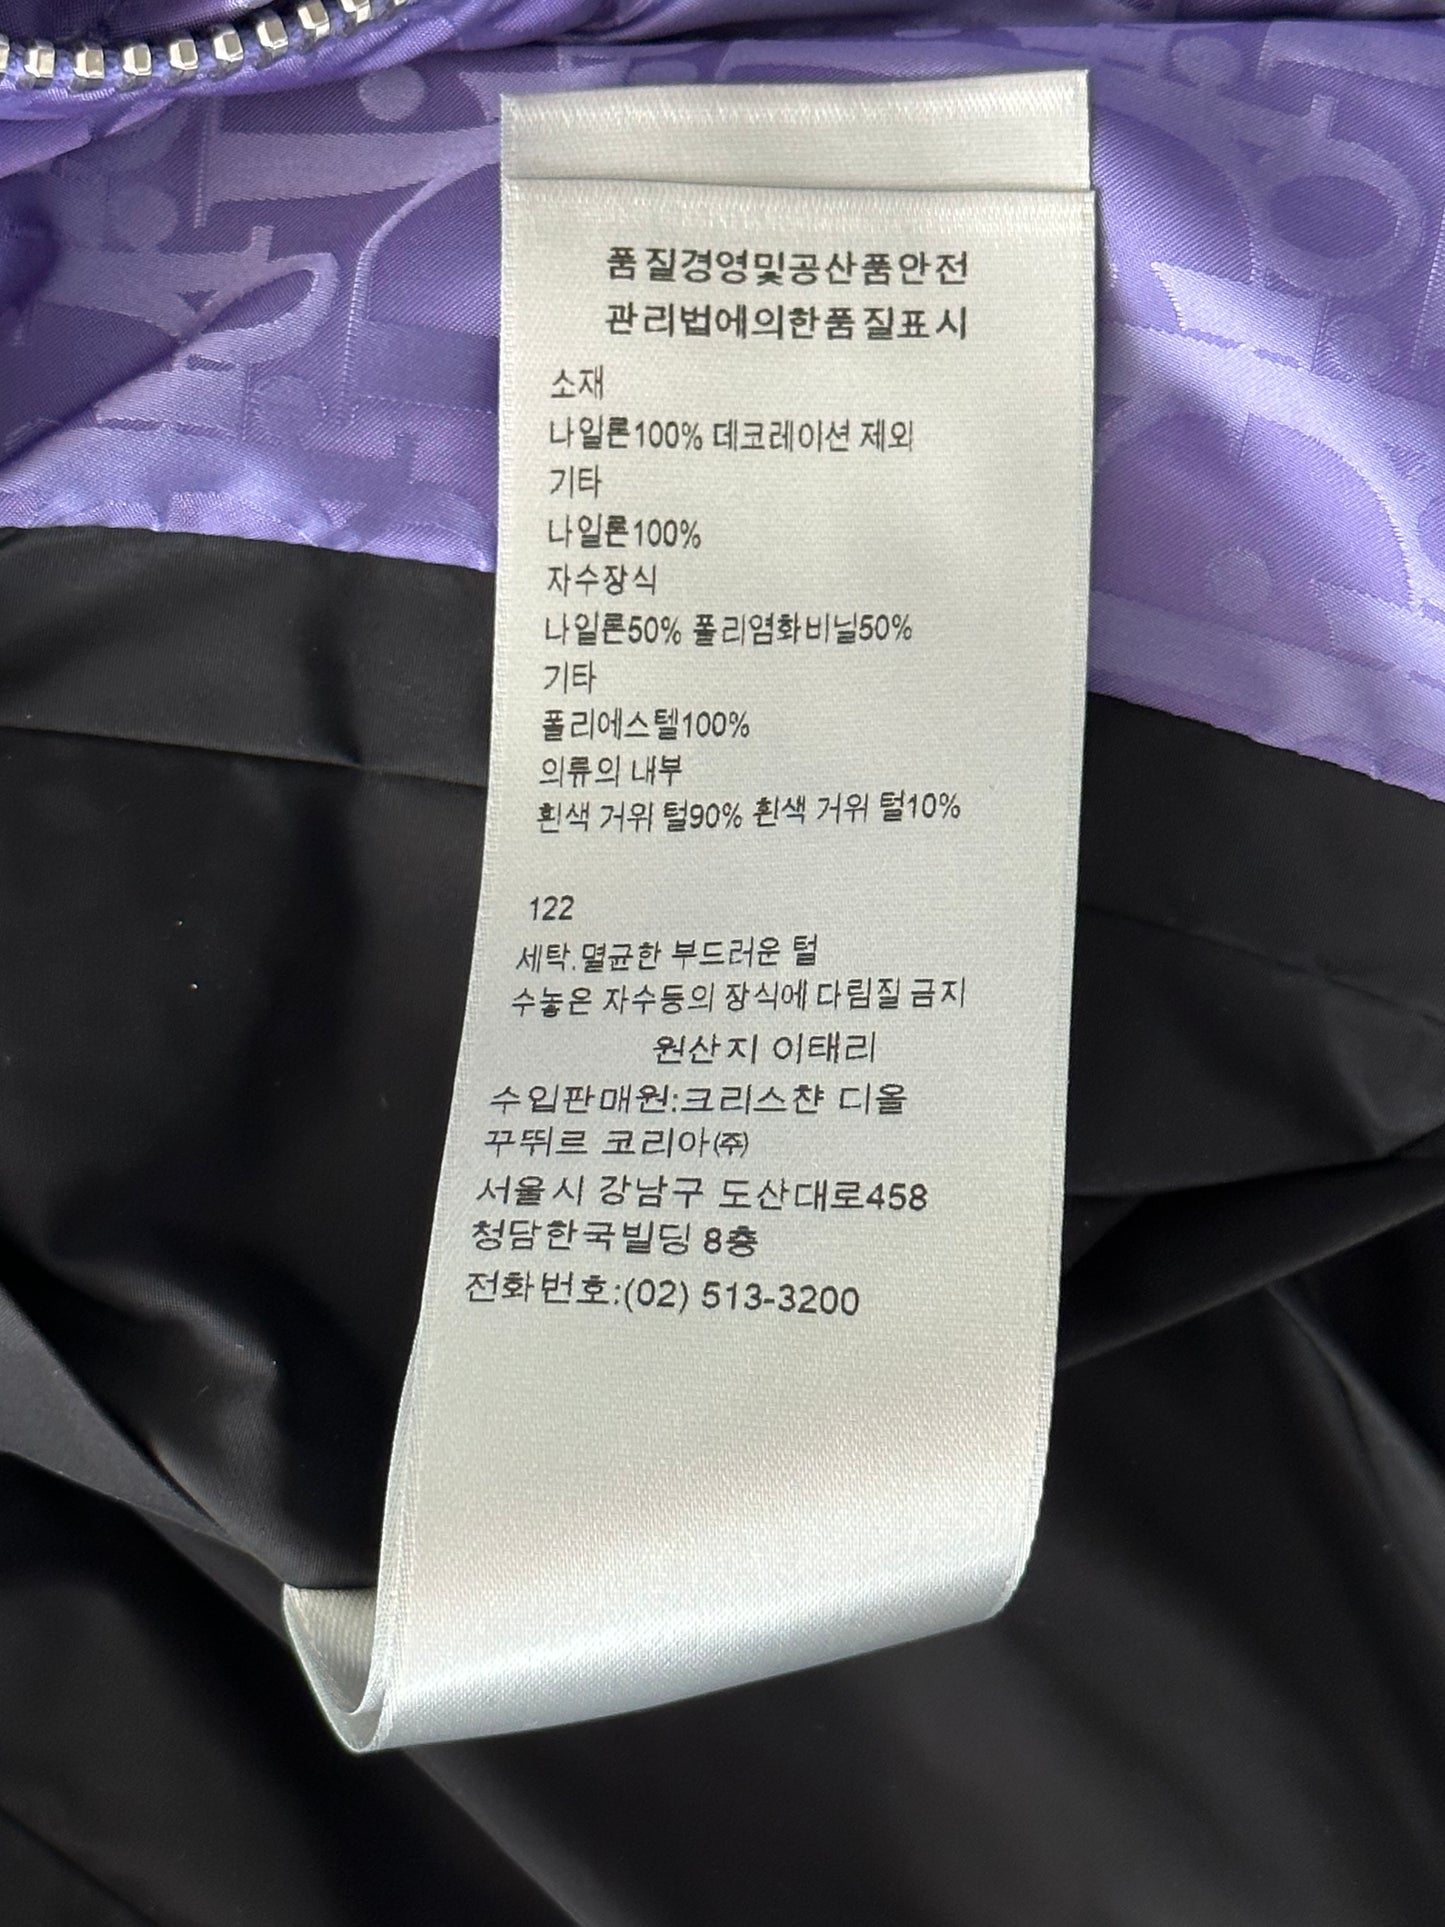 품질경영및공산품안전
관리법에의한품질표시
소재
나일론100% 데코레이션 제외
기타
나일론100%
자수장식
나일론50% 폴리염화비닐50%
기타
폴리에스텔100%
의류의 내부
흰색 거위 털90% 흰색 거위 털10%
122
세탁.멸균한 부드러운 털
수놓은 자수등의 장식에 다림질 금지
원산지 이태리
수입판매원:크리스챤 디올
꾸뛰르 코리아(주)
서울시 강남구 도산대로458
청담한국빌딩 8층
전화번호:(02) 513-3200